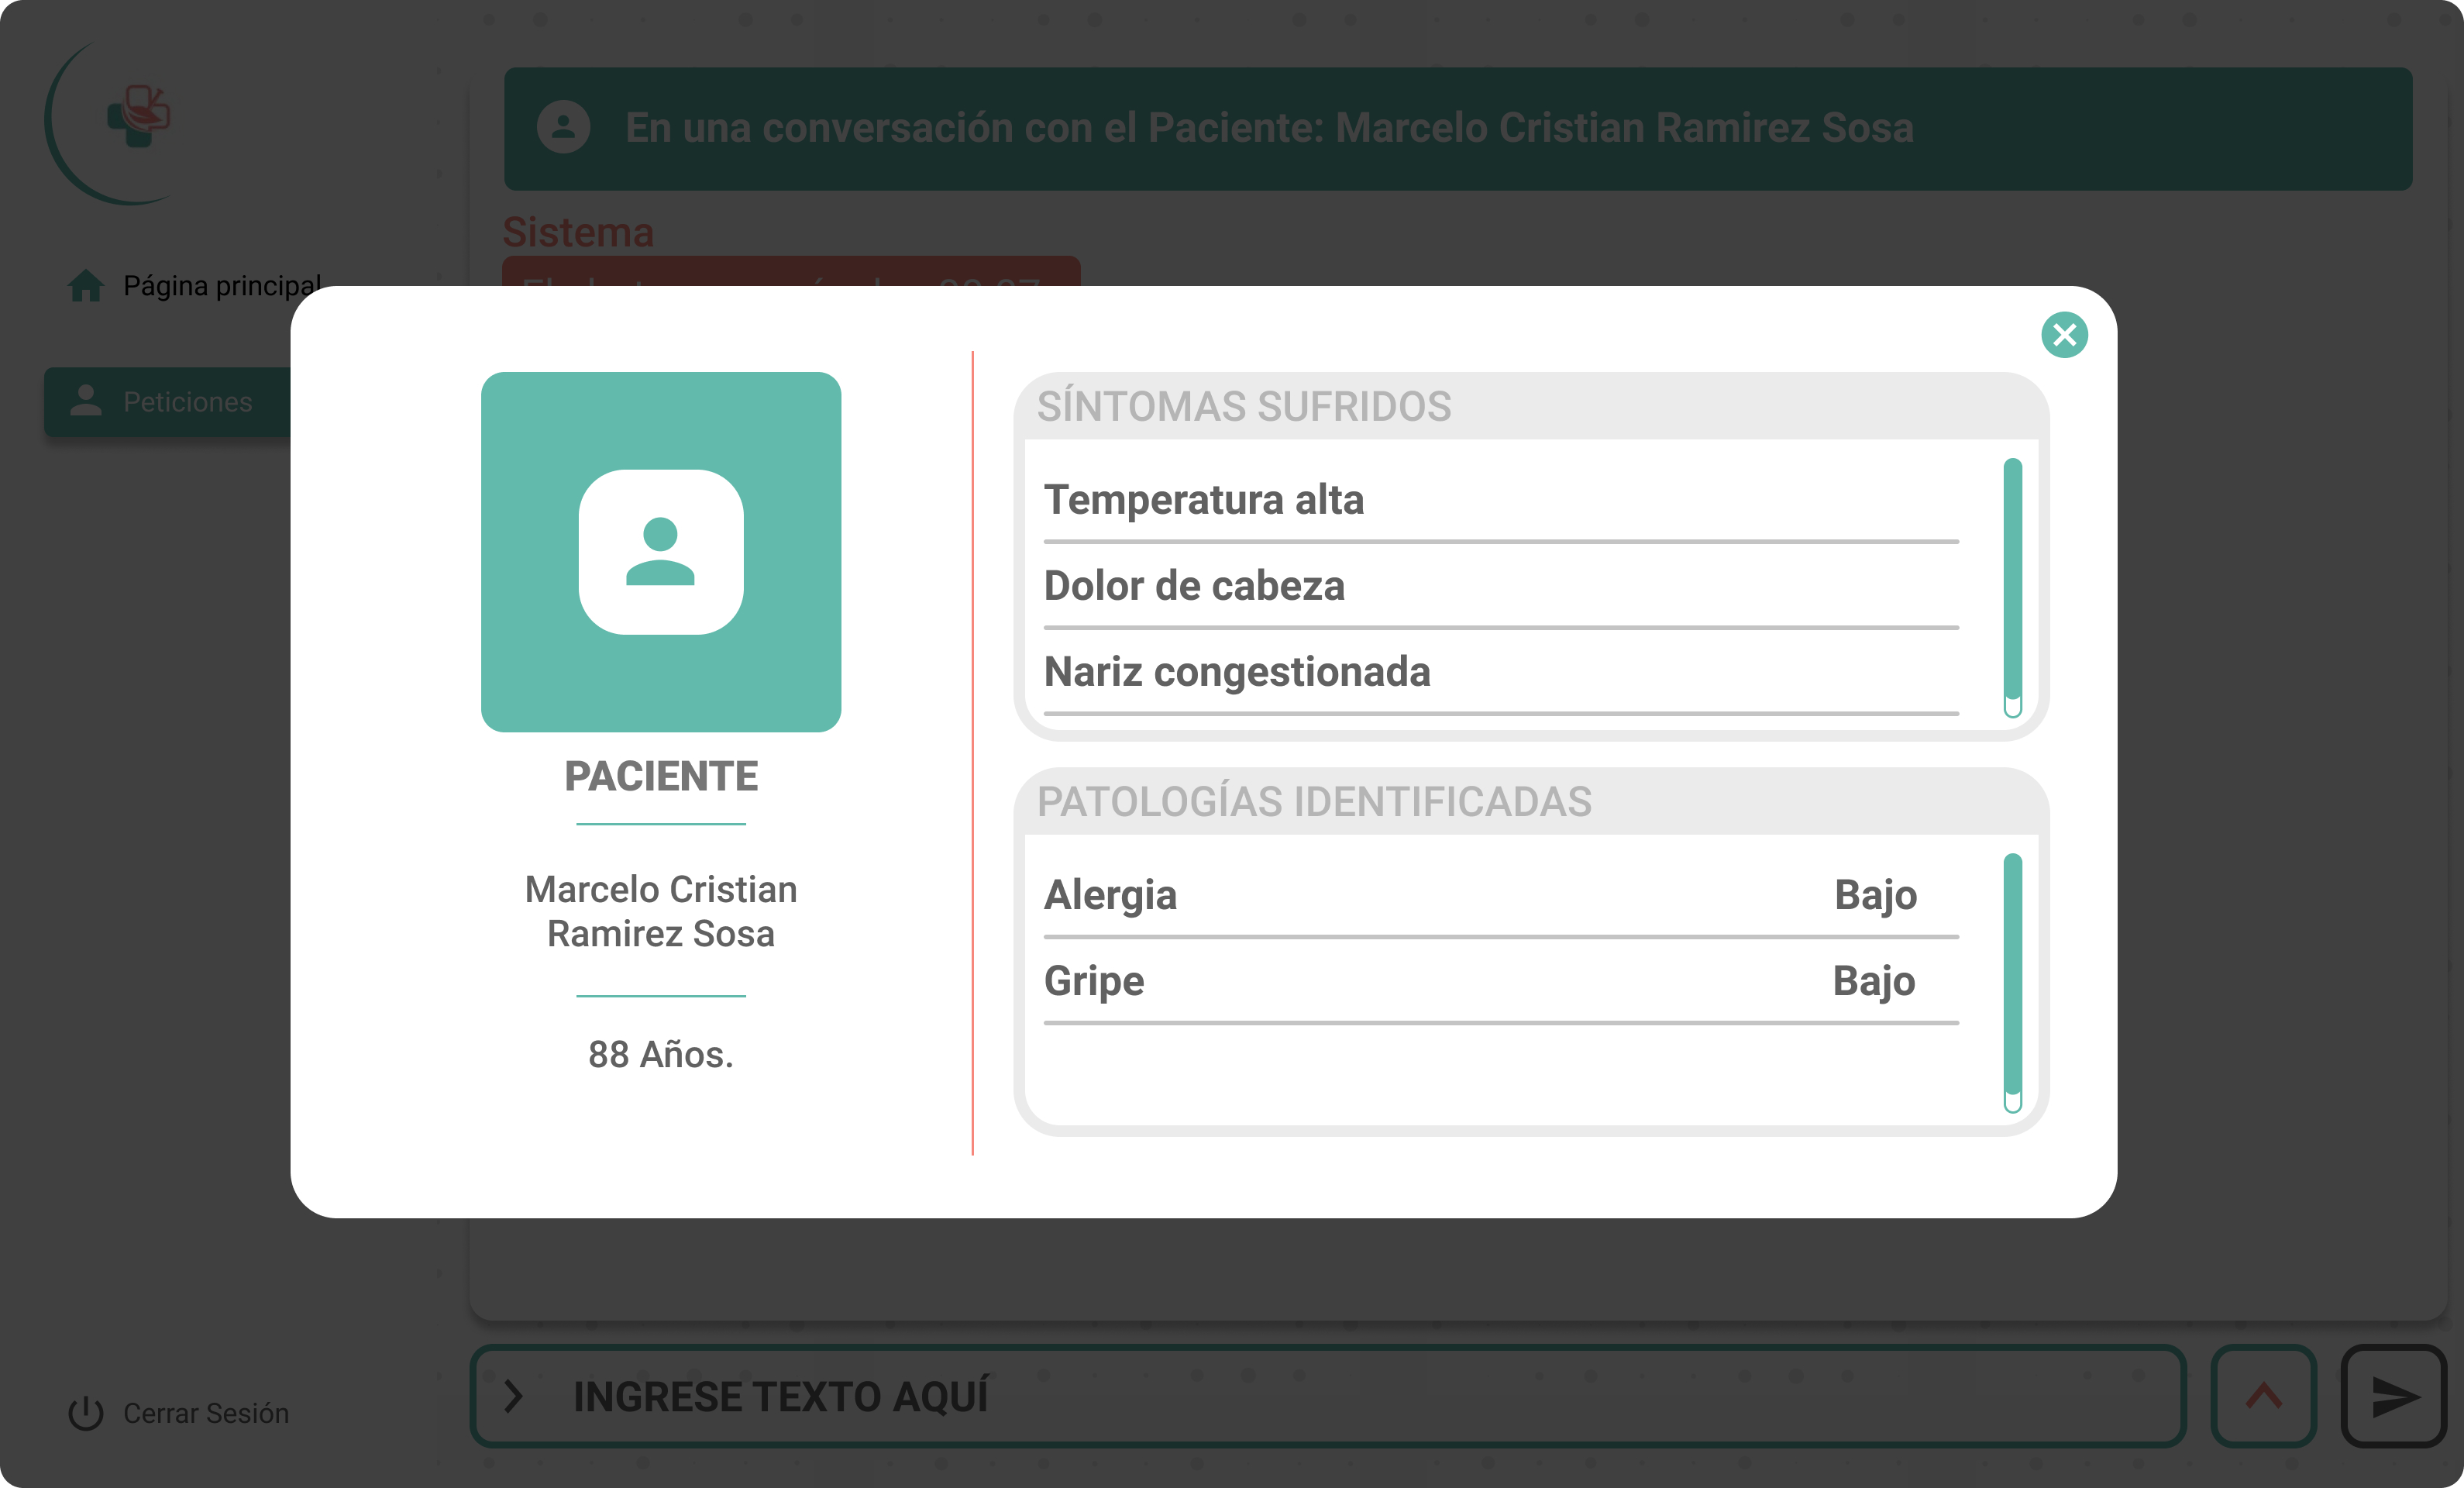 En una conversación con el Paciente: Marcelo Cristian Ramirez Sosa
Sistema
Página principal
Peticiones
PACIENTE
Marcelo Cristian
Ramirez Sosa
88 Años.
SÍNTOMAS SUFRIDOS
Temperatura alta
Dolor de cabeza
Nariz congestionada
PATOLOGÍAS IDENTIFICADAS
Alergia Bajo
Gripe Bajo
INGRESE TEXTO AQUÍ
Cerrar Sesión